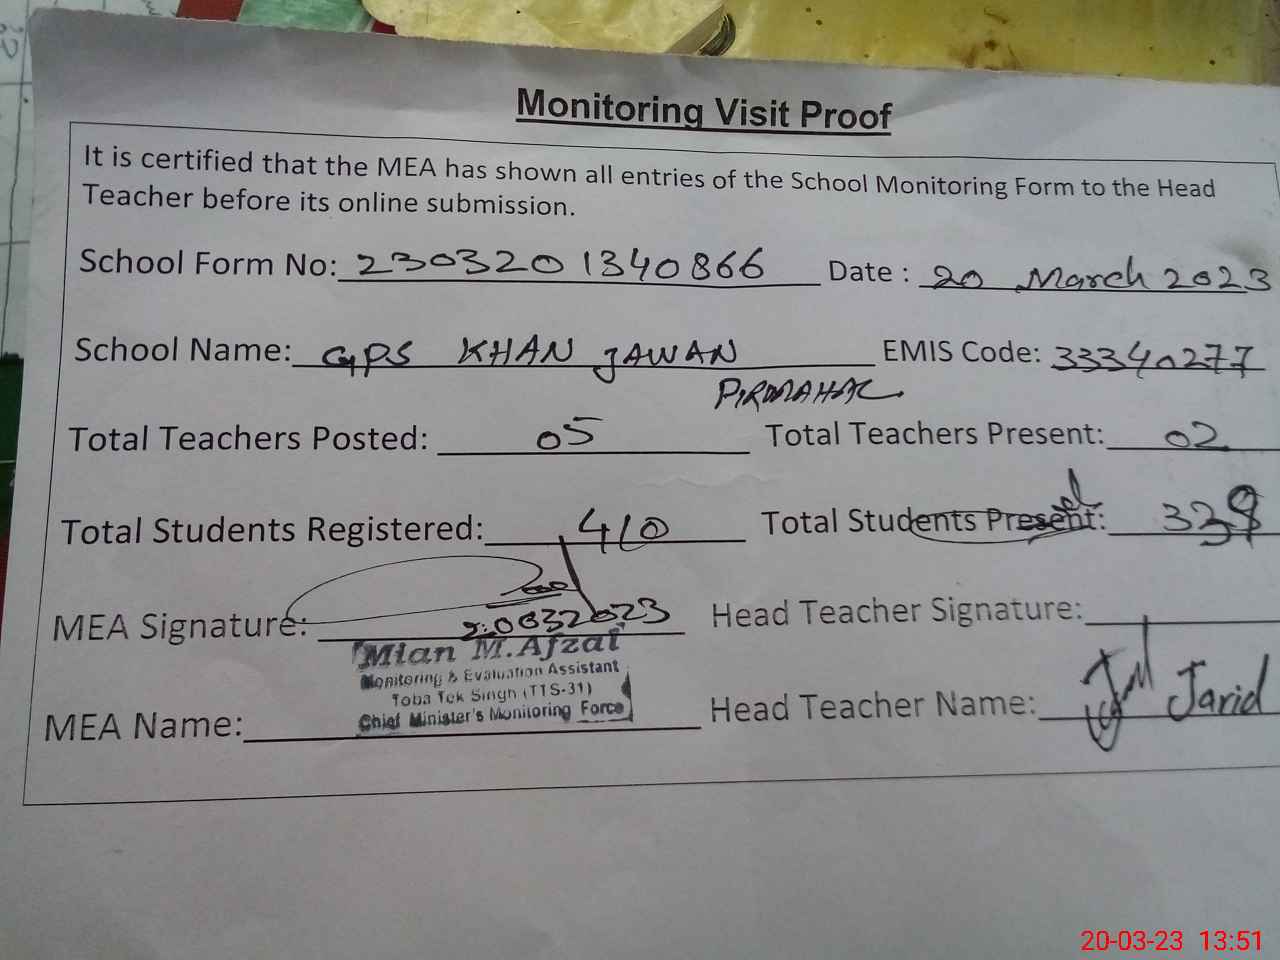 Monitoring Visit Proof
It is certified that the MEA has shown all entries of the School Monitoring Form to the Head
Teacher before its online submission.
School Form No: 2303201340866 Date : 20 March 2023
School Name: GPS KHAN JAWAN EMIS Code: 33340277
PIRMAHAL
Total Teachers Posted: 05 Total Teachers Present: 02
Total Students Registered: 410 Total Students Present: 339
MEA Signature: 20032023 Head Teacher Signature:
Mian M.Afzal
Monitoring & Evaluation Assistant
Toba Tek Singh (TTS-31)
Chief Minister's Monitoring Force
MEA Name: Head Teacher Name: Javid
20-03-23 13:51